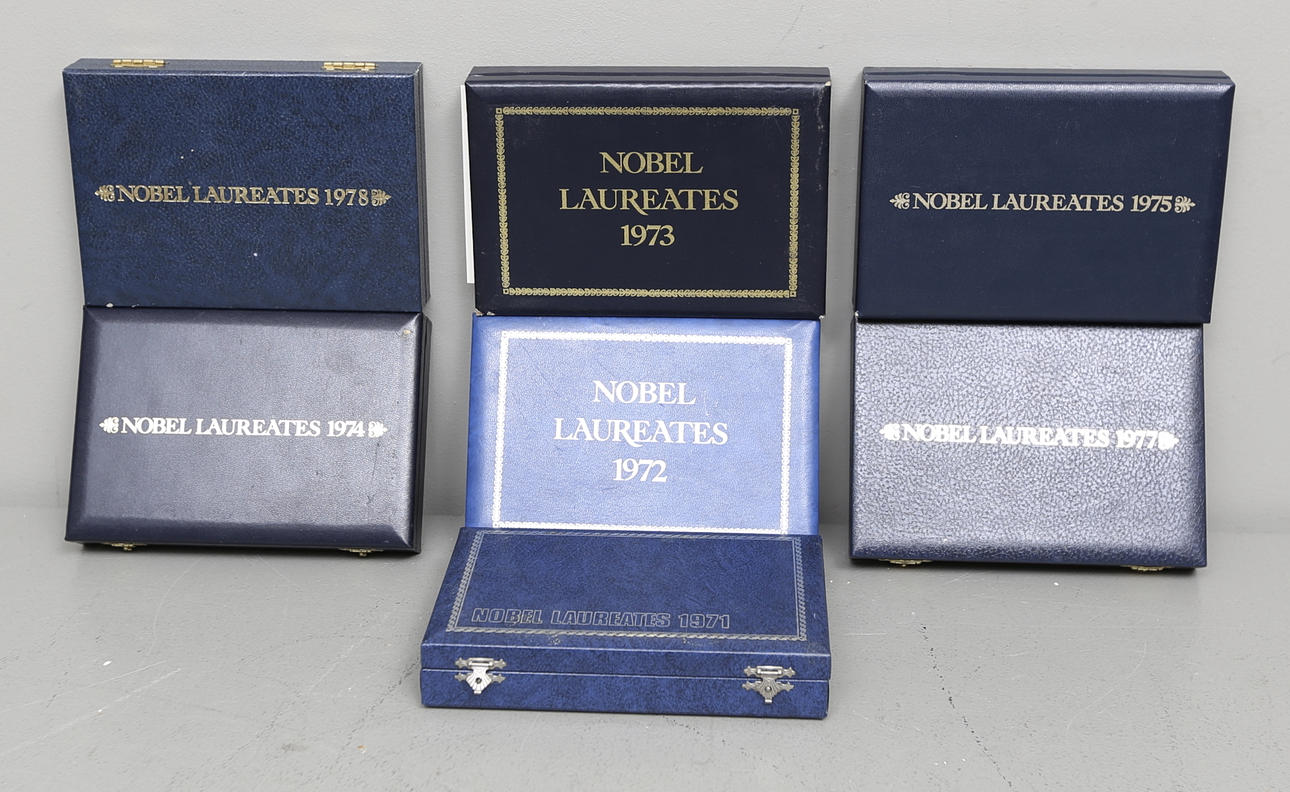 NOBEL LAUREATES 1978
NOBEL
LAUREATES
1973
NOBEL LAUREATES 1975
NOBEL LAUREATES 1974
NOBEL
LAUREATES
1972
NOBEL LAUREATES 1977
NOBEL LAUREATES 1971